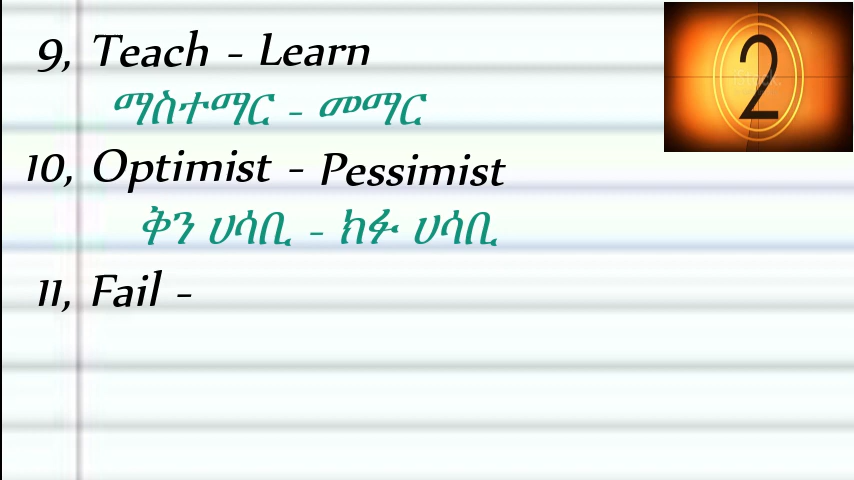 9, Teach - Learn
ማስተማር - መማር
10, Optimist - Pessimist
ቅን ሀሳቢ - ክፉ ሀሳቢ
11, Fail -
2